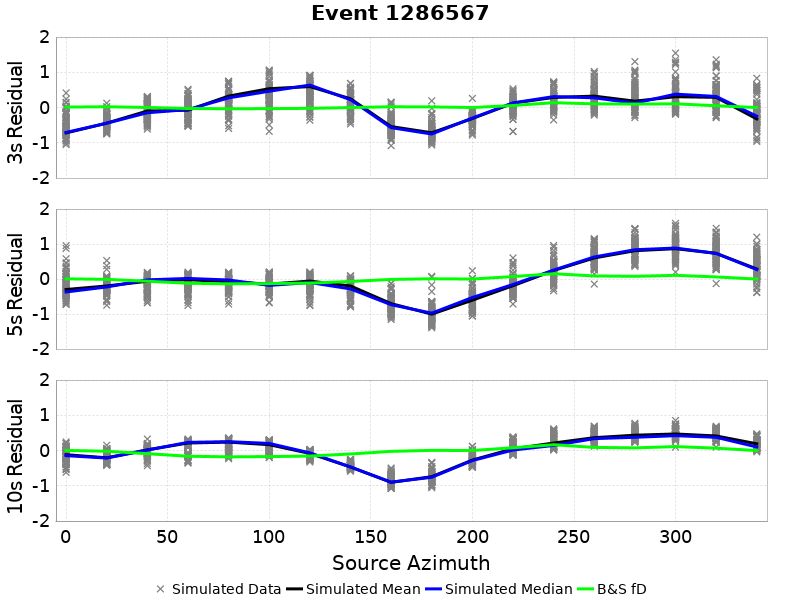 Event 1286567
3s Residual
2
1
0
-1
-2
5s Residual
2
1
0
-1
-2
10s Residual
2
1
0
-1
-2
0 50 100 150 200 250 300
Source Azimuth
Simulated Data Simulated Mean Simulated Median B&S fD